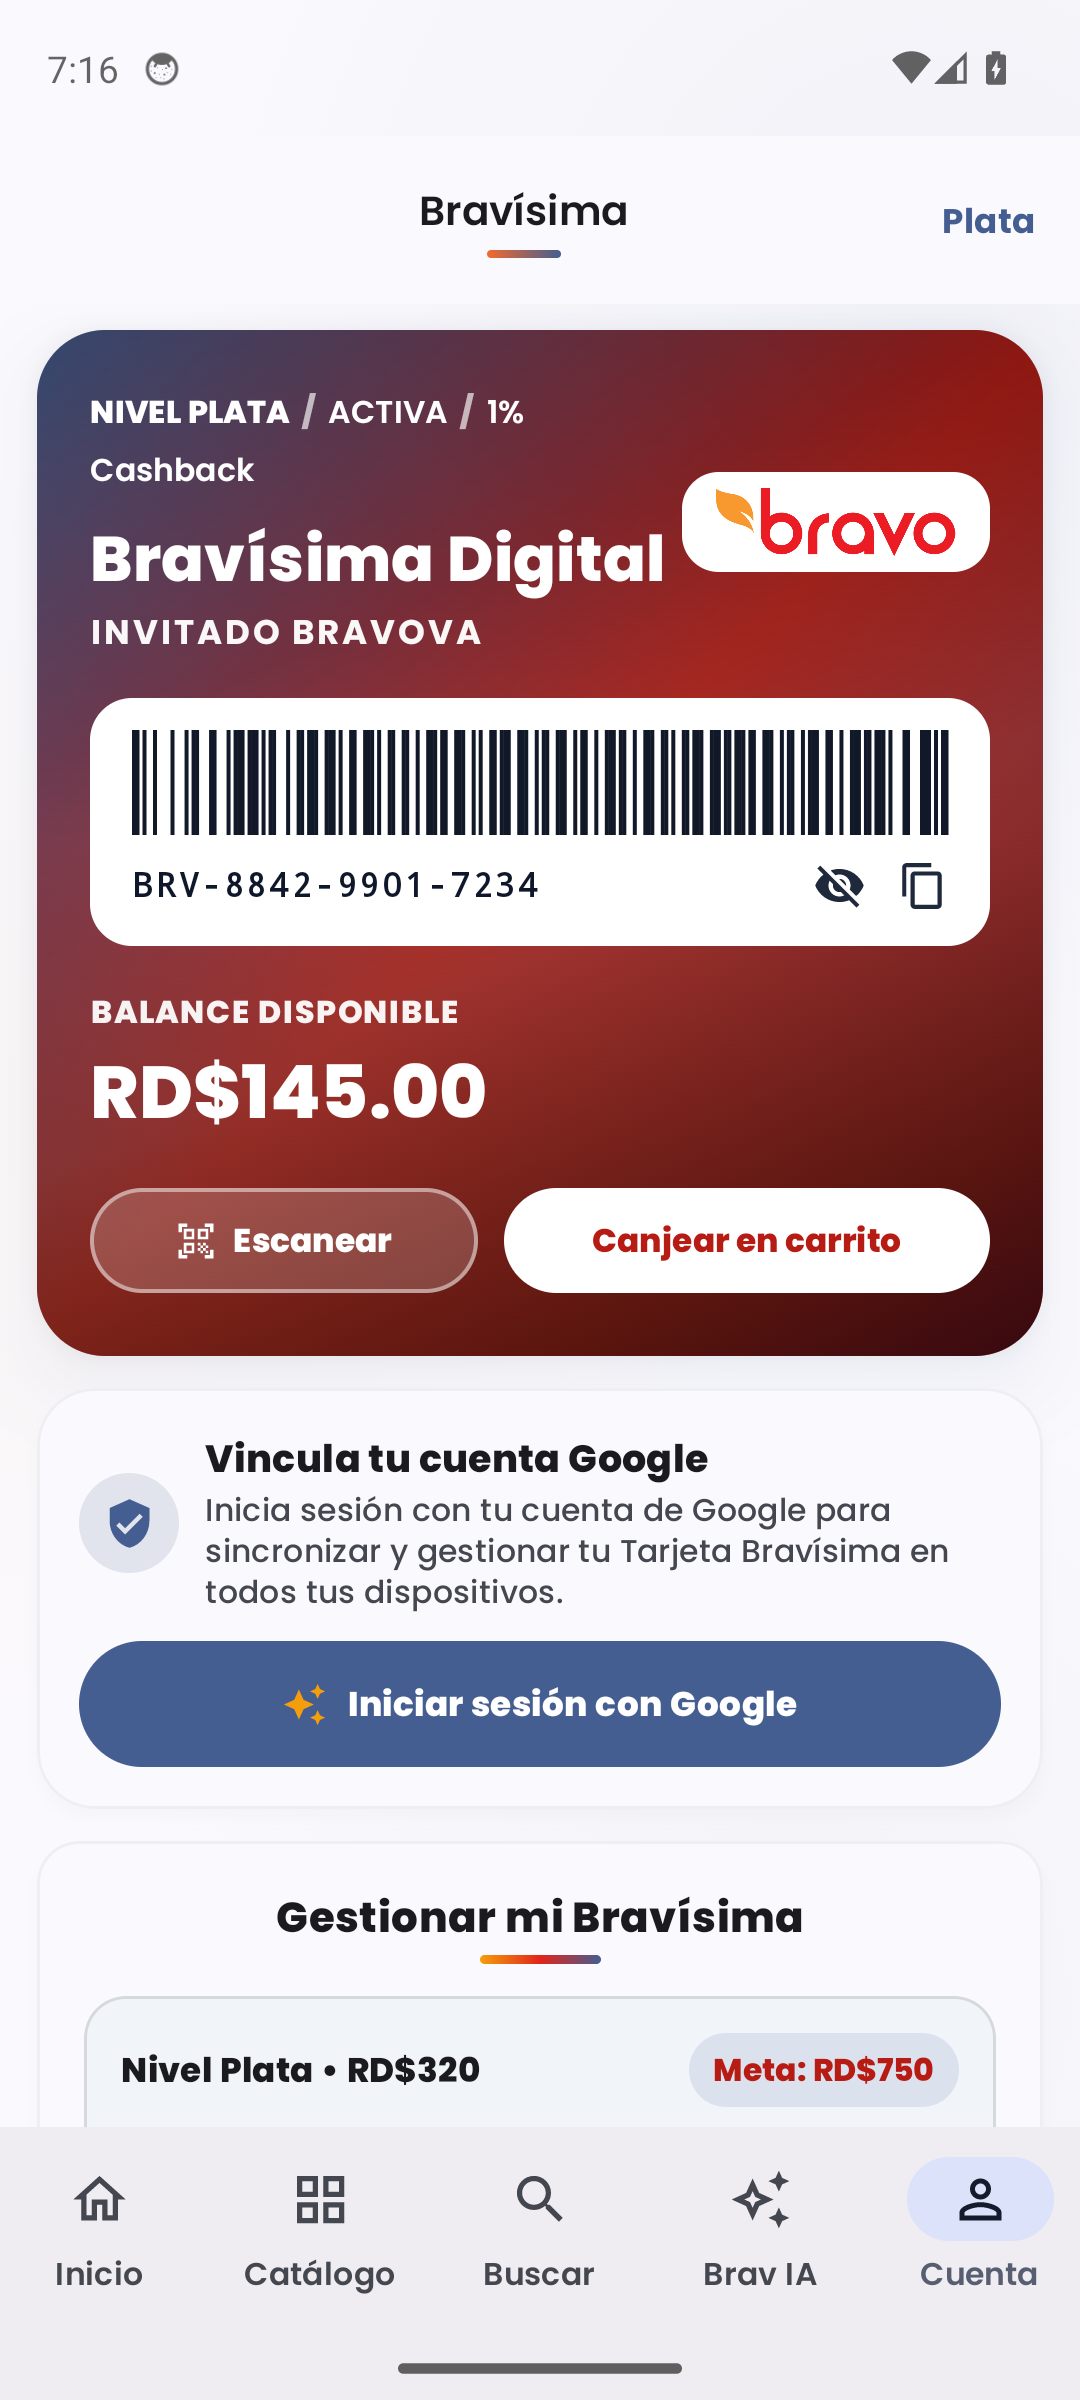 7:16
Bravísima
Plata
NIVEL PLATA / ACTIVA / 1%
Cashback
bravo
Bravísima Digital
INVITADO BRAVOVA
BRV-8842-9901-7234
BALANCE DISPONIBLE
RD$145.00
Escanear
Canjear en carrito
Vincula tu cuenta Google
Inicia sesión con tu cuenta de Google para
sincronizar y gestionar tu Tarjeta Bravísima en
todos tus dispositivos.
Iniciar sesión con Google
Gestionar mi Bravísima
Nivel Plata • RD$320
Meta: RD$750
Inicio
Catálogo
Buscar
Brav IA
Cuenta